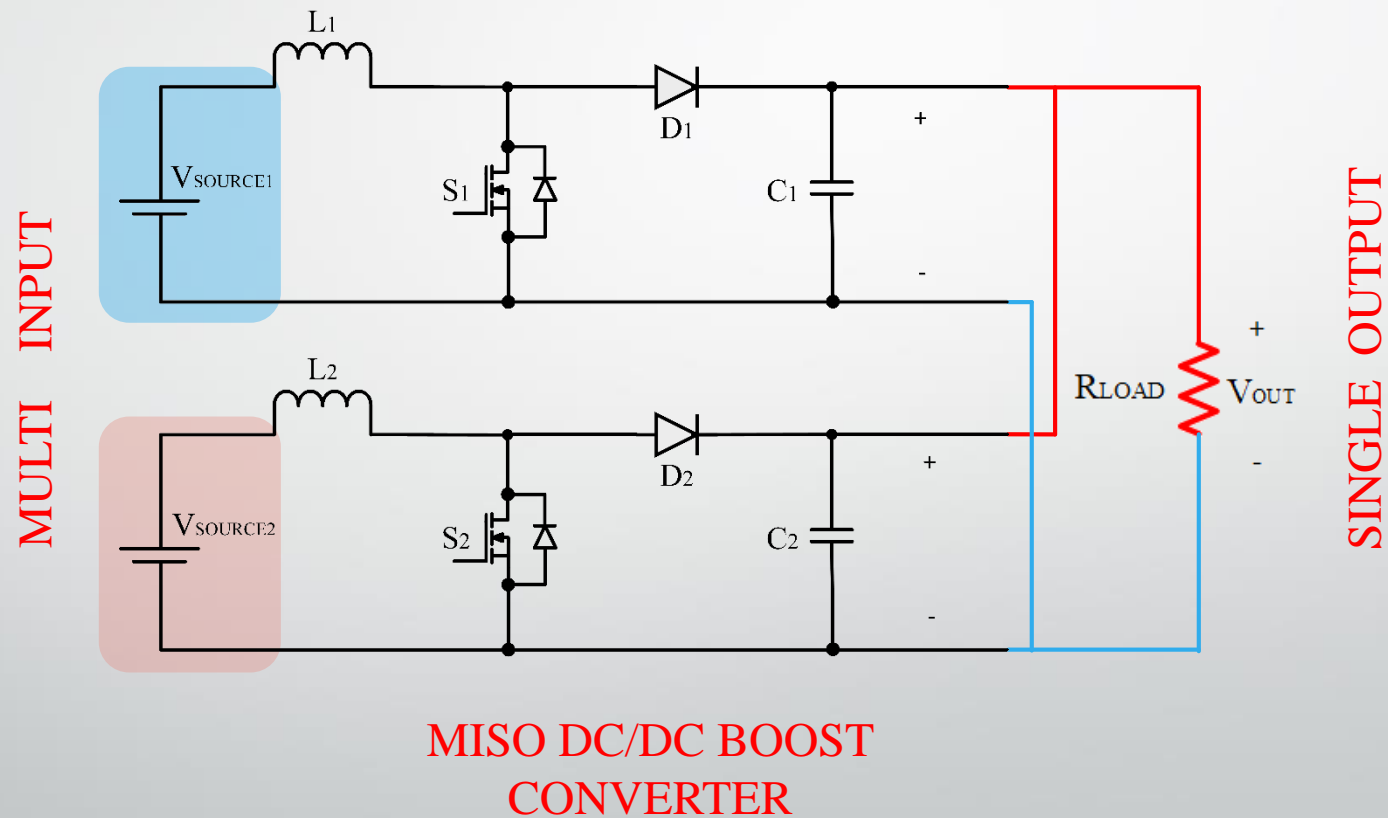 L1
D1
+
VSOURCE1
S1
C1
-
MULTI INPUT
L2
D2
+
VSOURCE2
S2
C2
-
RLOAD
+
VOUT
-
SINGLE OUTPUT
MISO DC/DC BOOST
CONVERTER